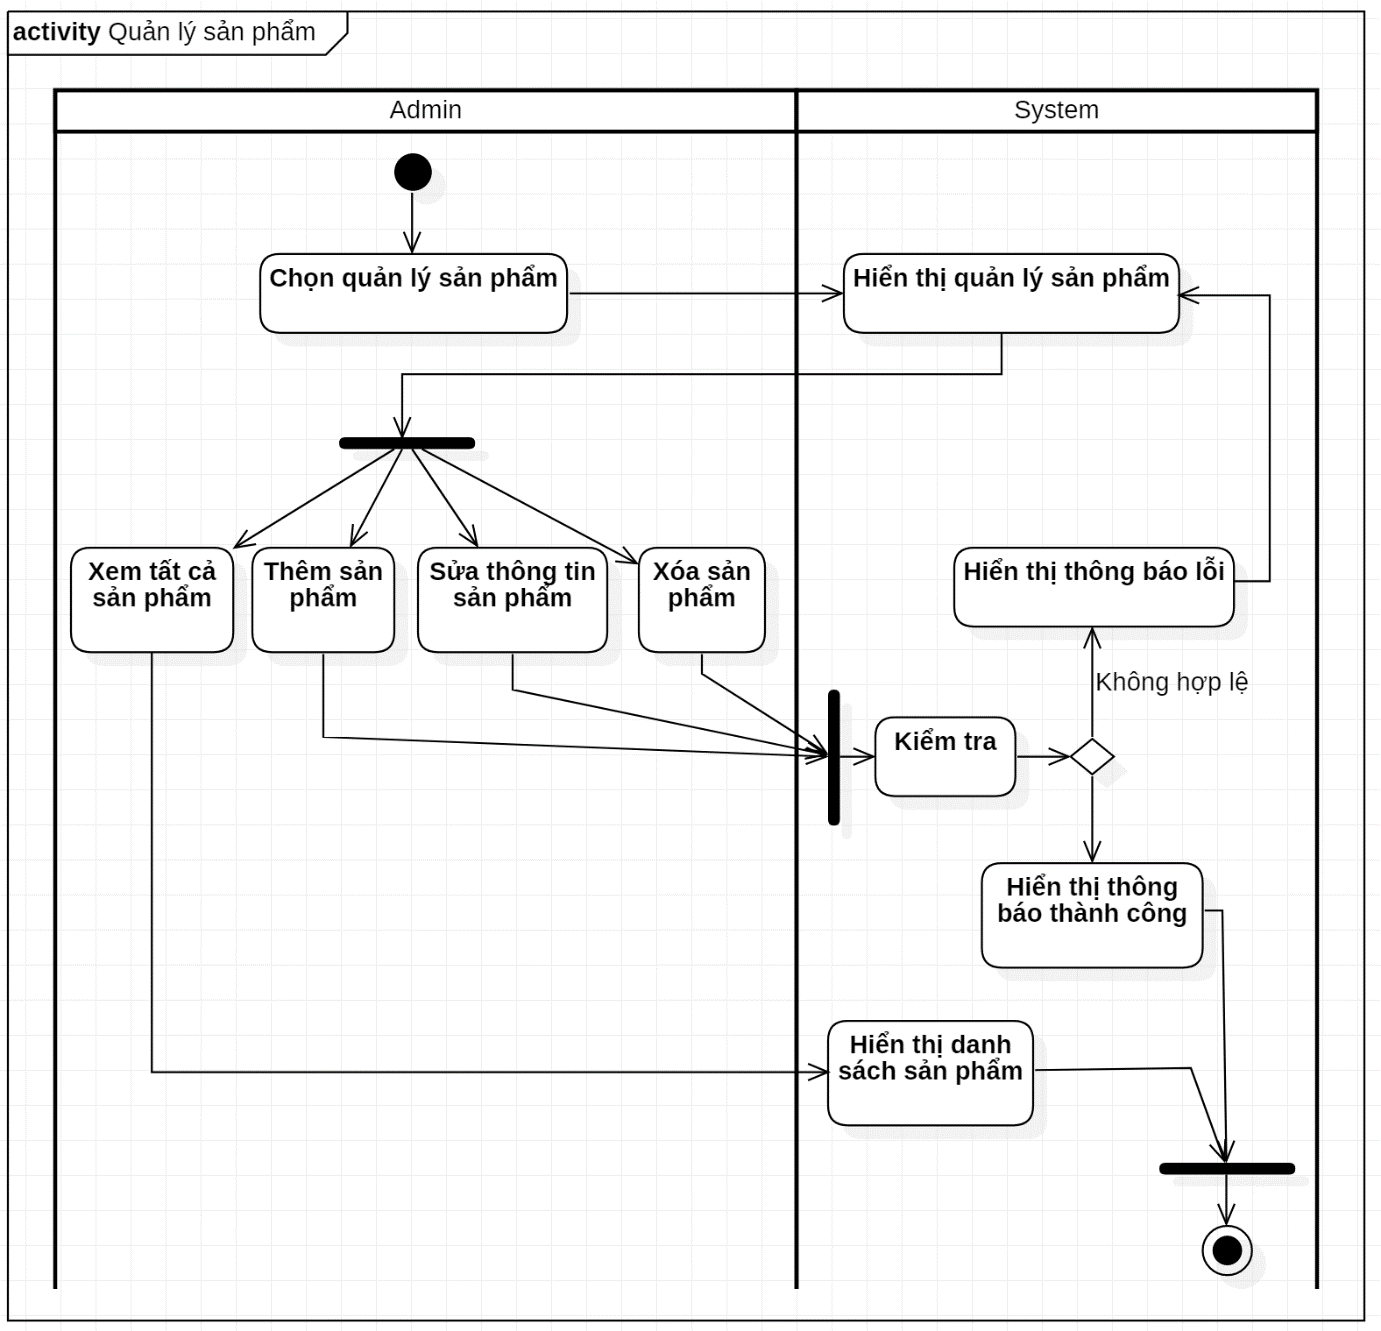 activity Quản lý sản phẩm
Admin
System
Chọn quản lý sản phẩm
Hiển thị quản lý sản phẩm
Xem tất cả
sản phẩm
Thêm sản
phẩm
Sửa thông tin
sản phẩm
Xóa sản
phẩm
Hiển thị thông báo lỗi
Không hợp lệ
Kiểm tra
Hiển thị thông
báo thành công
Hiển thị danh
sách sản phẩm